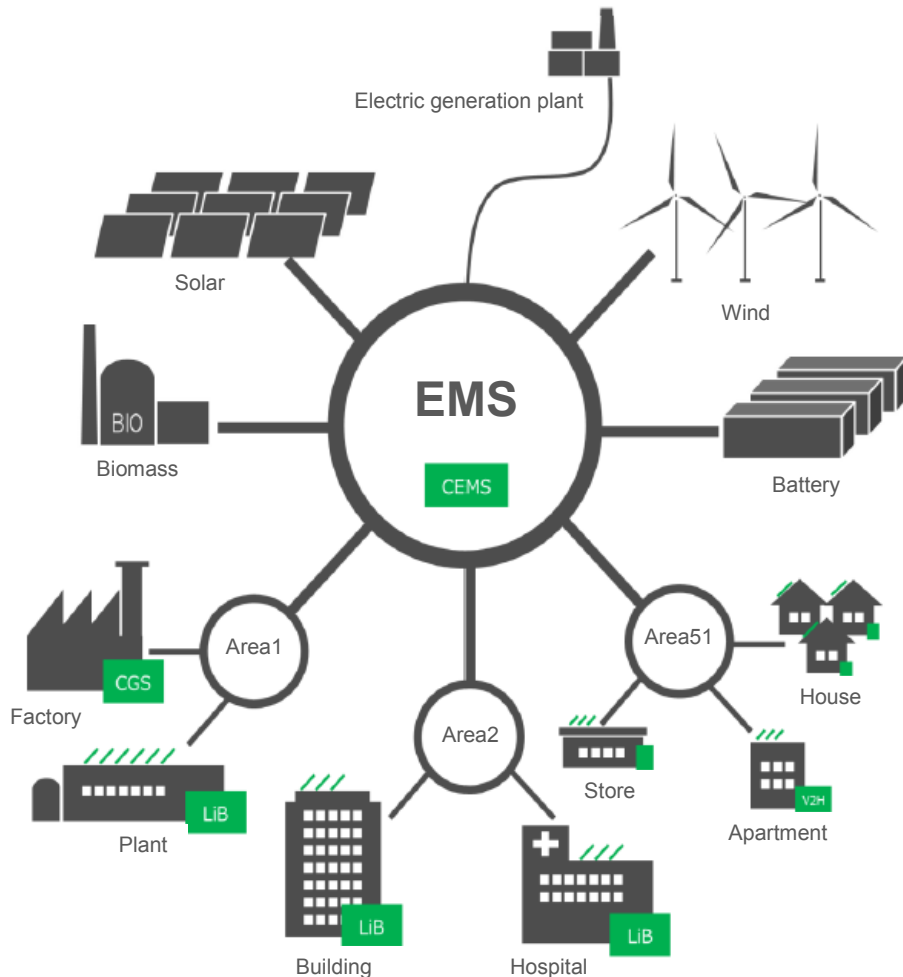 Electric generation plant
Solar
Wind
EMS
CEMS
BIO
Biomass
Battery
Area1
Area51
CGS
Factory
House
Area2
Store
LiB
Plant
V2H
Apartment
LiB
Building
LiB
Hospital